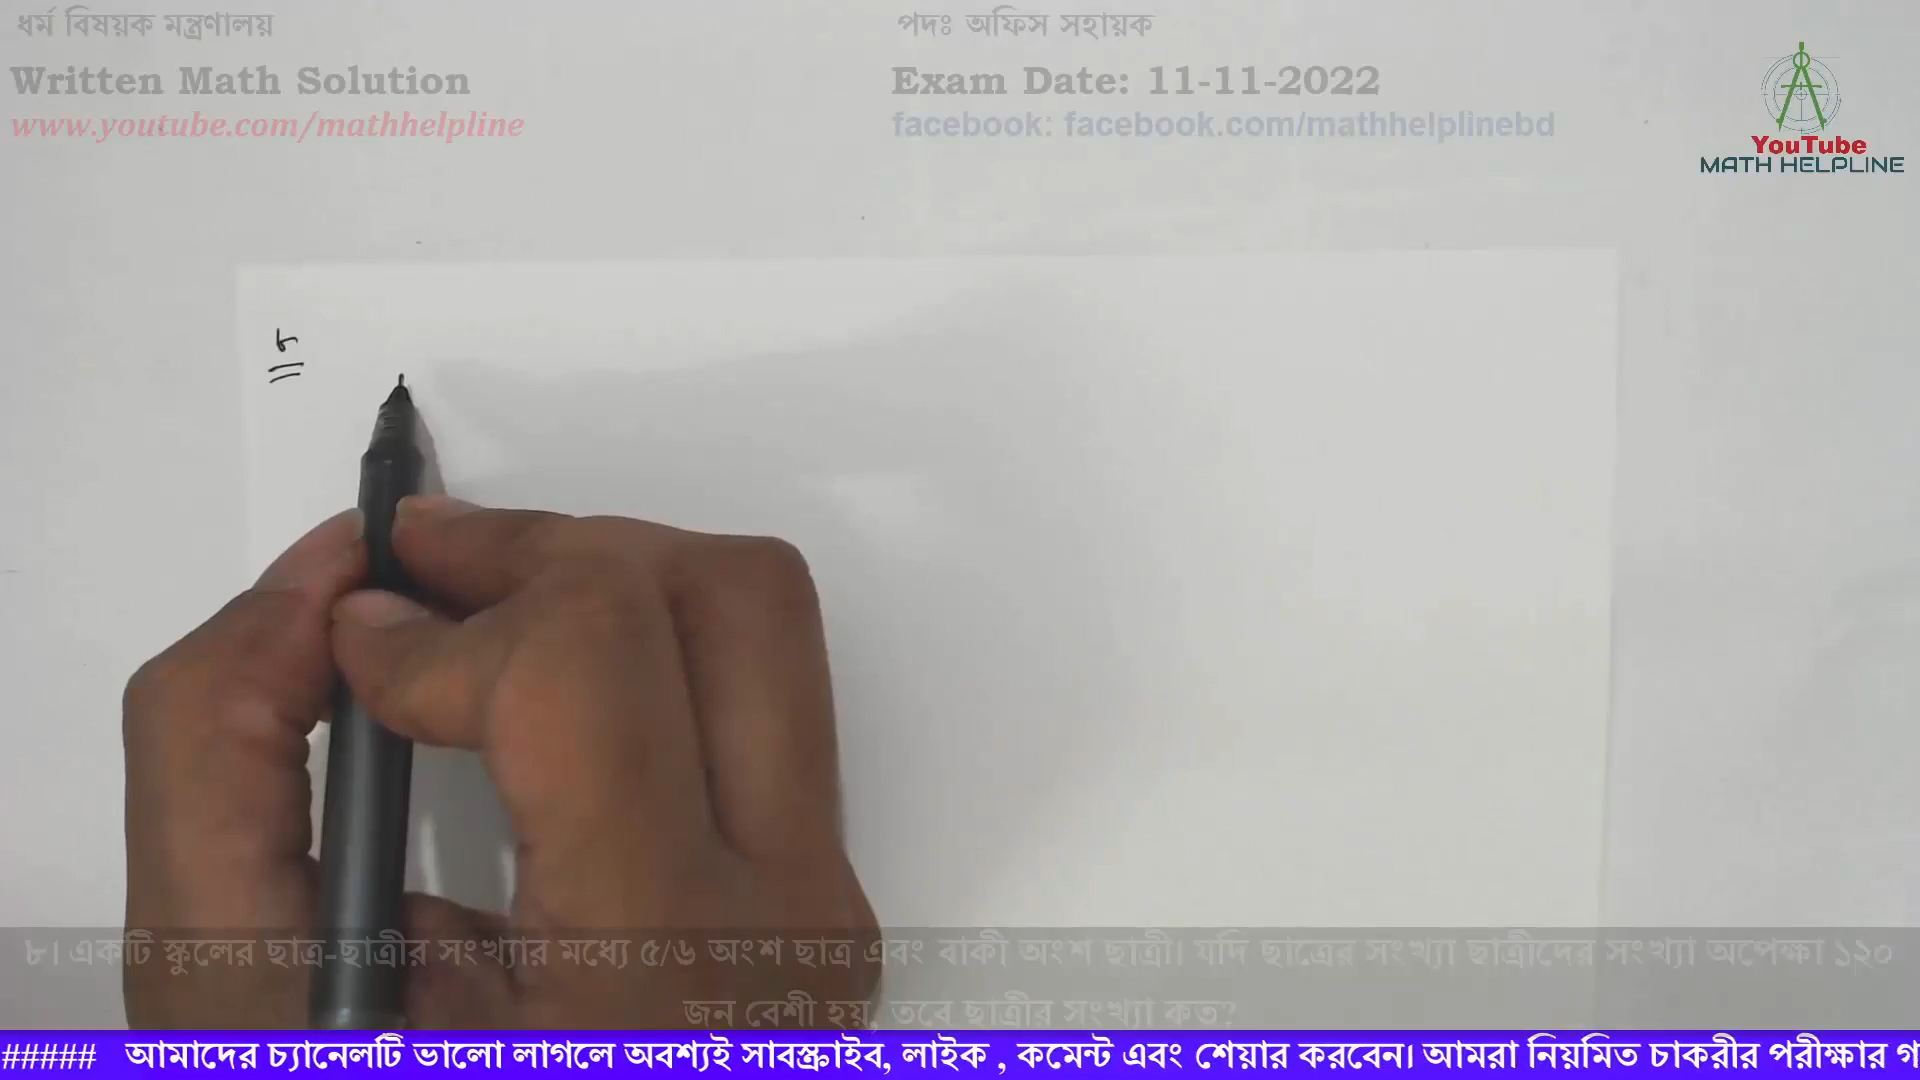 ধর্ম বিষয়ক মন্ত্রণালয়
পদঃ অফিস সহায়ক
Written Math Solution
Exam Date: 11-11-2022
www.youtube.com/mathhelpline
facebook: facebook.com/mathhelplinebd
YouTube
MATH HELPLINE
৮
৮। একটি স্কুলের ছাত্র-ছাত্রীর সংখ্যার মধ্যে ৫/৬ অংশ ছাত্র এবং বাকী অংশ ছাত্রী। যদি ছাত্রের সংখ্যা ছাত্রীদের সংখ্যা অপেক্ষা ১২০
জন বেশী হয়, তবে ছাত্রীর সংখ্যা কত?
##### আমাদের চ্যানেলটি ভালো লাগলে অবশ্যই সাবস্ক্রাইব, লাইক , কমেন্ট এবং শেয়ার করবেন। আমরা নিয়মিত চাকরীর পরীক্ষার গ